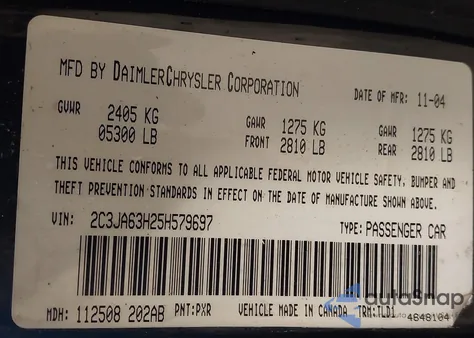 MFD BY DAIMLERCHRYSLER CORPORATION
DATE OF MFR: 11-04
GVWR 2405 KG
05300 LB
GAWR FRONT 1275 KG
2810 LB
GAWR REAR 1275 KG
2810 LB
THIS VEHICLE CONFORMS TO ALL APPLICABLE FEDERAL MOTOR VEHICLE SAFETY, BUMPER AND
THEFT PREVENTION STANDARDS IN EFFECT ON THE DATE OF MANUFACTURE SHOWN ABOVE.
VIN: 2C3JA63H25H579697 TYPE: PASSENGER CAR
MDH: 112508 202AB PNT:PXR VEHICLE MADE IN CANADA TRM:TLD1
4648104
autoSnap